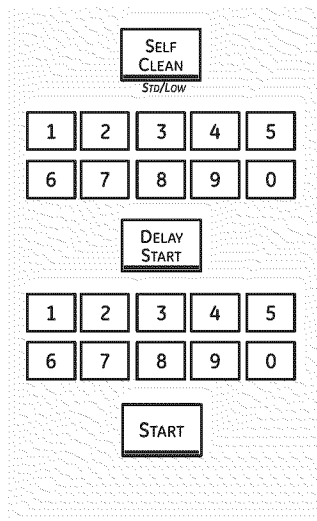 SELF
CLEAN
STD/LOW
1 2 3 4 5
6 7 8 9 0
DELAY
START
1 2 3 4 5
6 7 8 9 0
START